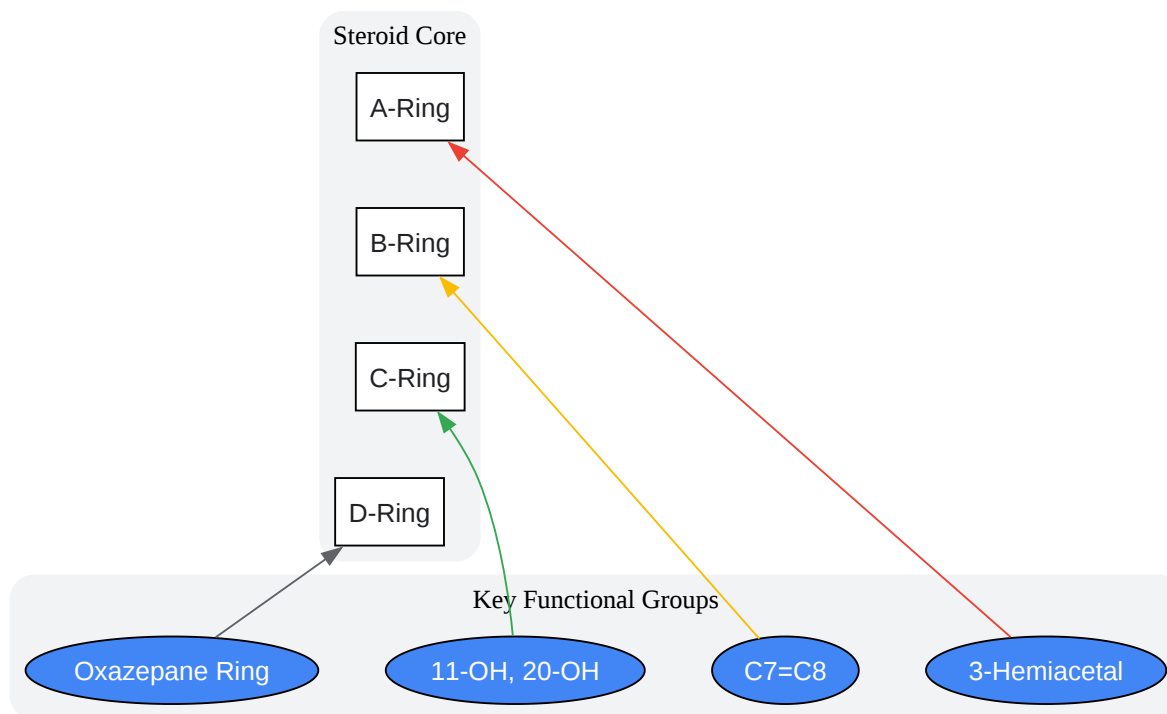 Steroid Core
A-Ring
B-Ring
C-Ring
D-Ring
Key Functional Groups
Oxazepane Ring
11-OH, 20-OH
C7=C8
3-Hemiacetal